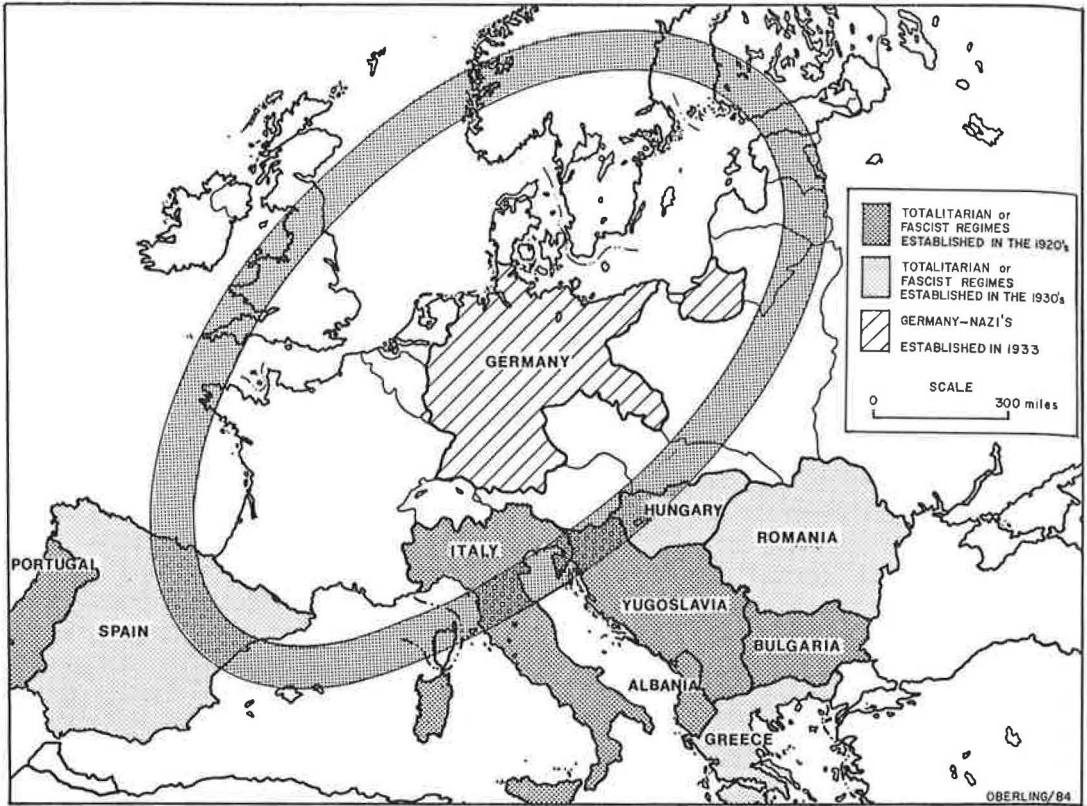 TOTALITARIAN or
FASCIST REGIMES
ESTABLISHED IN THE 1920's
TOTALITARIAN or
FASCIST REGIMES
ESTABLISHED IN THE 1930's
GERMANY-NAZI'S
ESTABLISHED IN 1933
SCALE
0 300 miles
GERMANY
HUNGARY
ITALY
ROMANIA
PORTUGAL
YUGOSLAVIA
SPAIN
BULGARIA
ALBANIA
GREECE
OBERLING/84